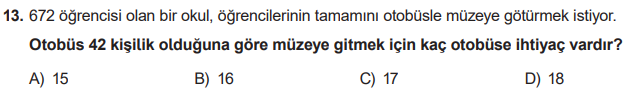 13. 672 öğrencisi olan bir okul, öğrencilerinin tamamını otobüsle müzeye götürmek istiyor.
Otobüs 42 kişilik olduğuna göre müzeye gitmek için kaç otobüse ihtiyaç vardır?
A) 15 B) 16 C) 17 D) 18